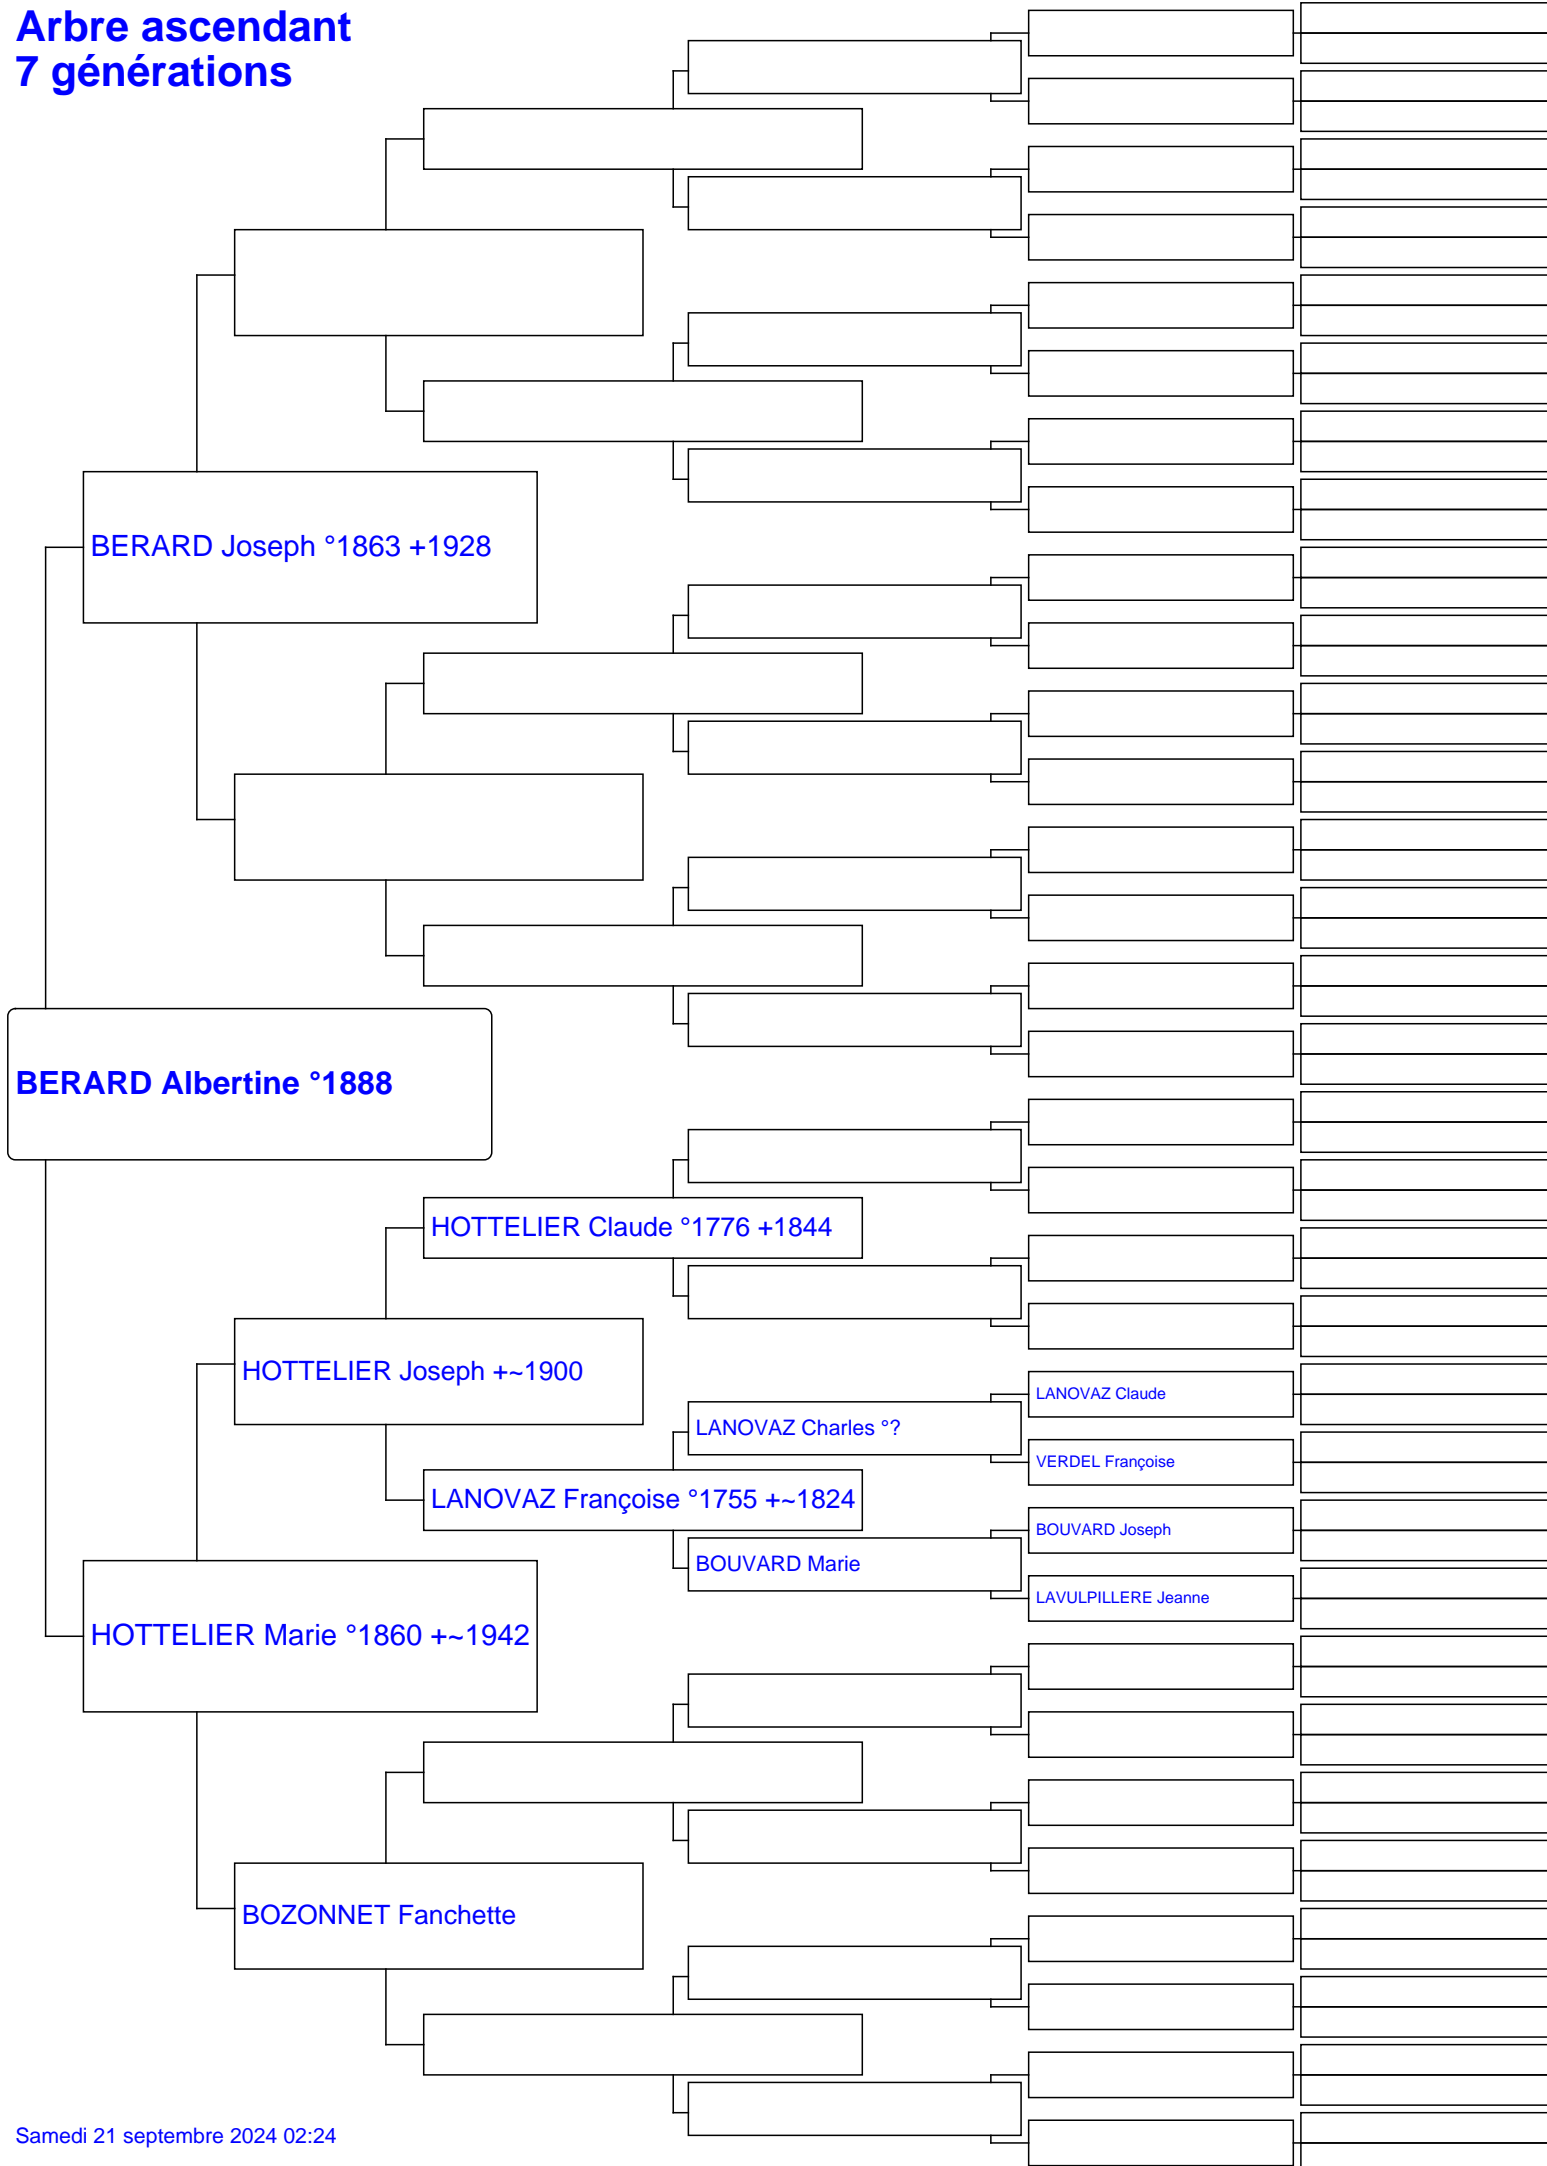 Arbre ascendant
7 générations
BERARD Joseph °1863 +1928
BERARD Albertine °1888
HOTTELIER Claude °1776 +1844
HOTTELIER Joseph +~1900
LANOVAZ Claude
LANOVAZ Charles °?
VERDEL Françoise
LANOVAZ Françoise °1755 +~1824
BOUVARD Joseph
BOUVARD Marie
LAVULPILLERE Jeanne
HOTTELIER Marie °1860 +~1942
BOZONNET Fanchette
Samedi 21 septembre 2024 02:24